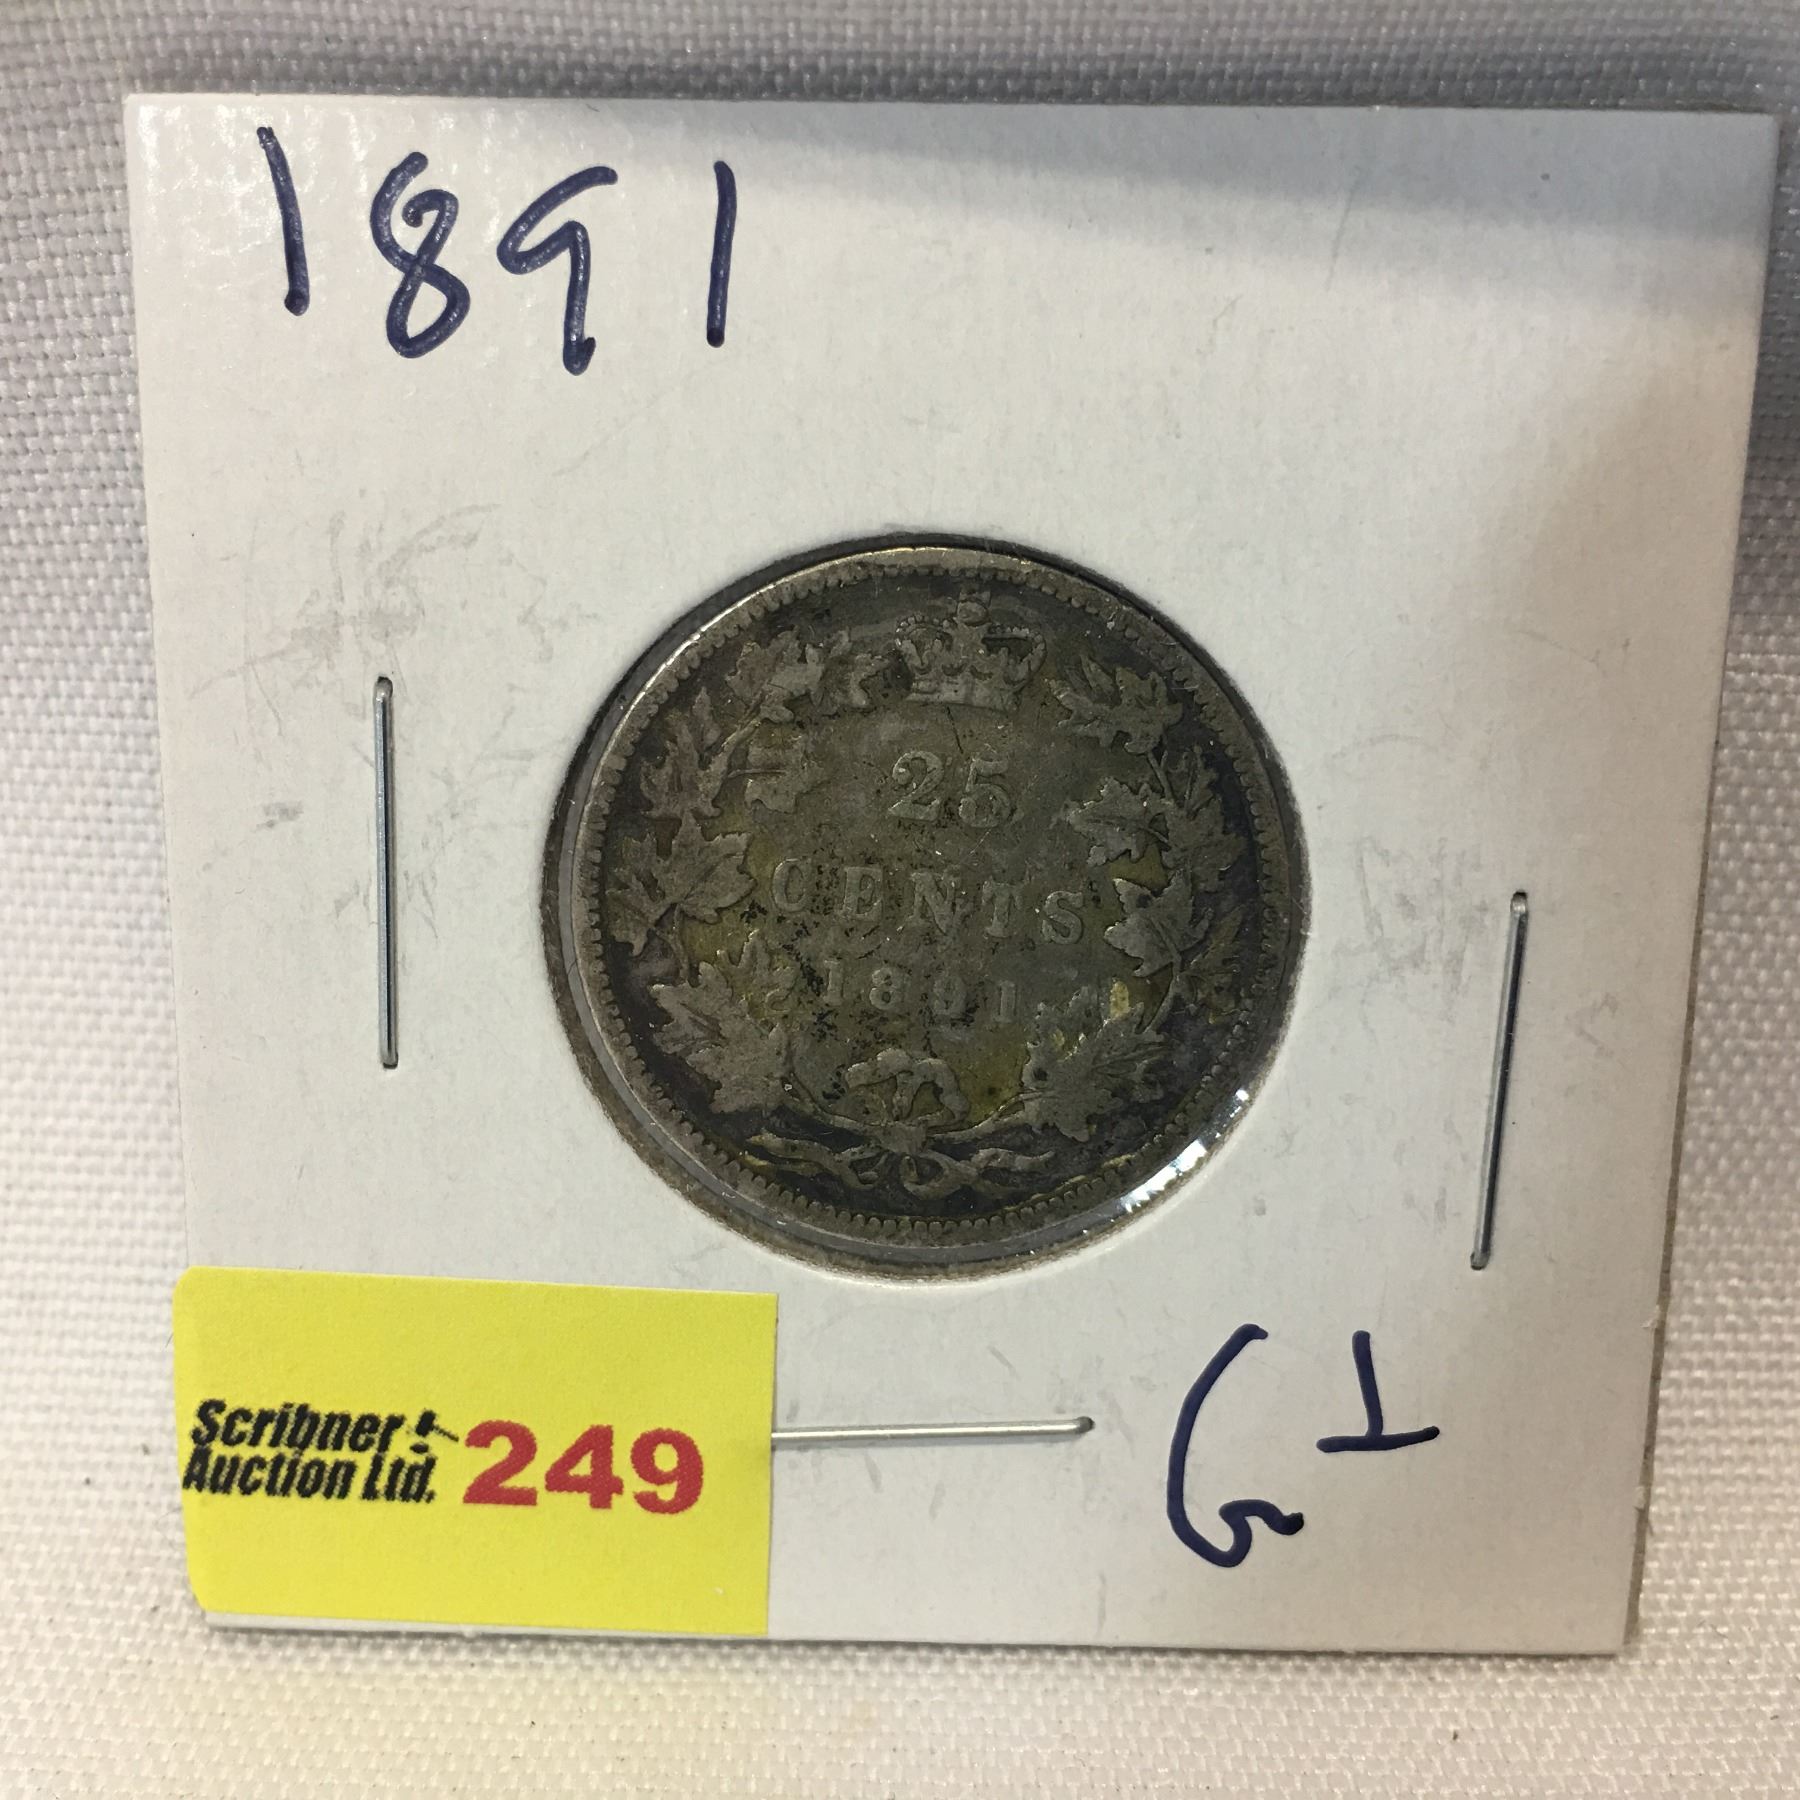 1891
25
CENTS
1891
Scribner
Auction Ltd.
249